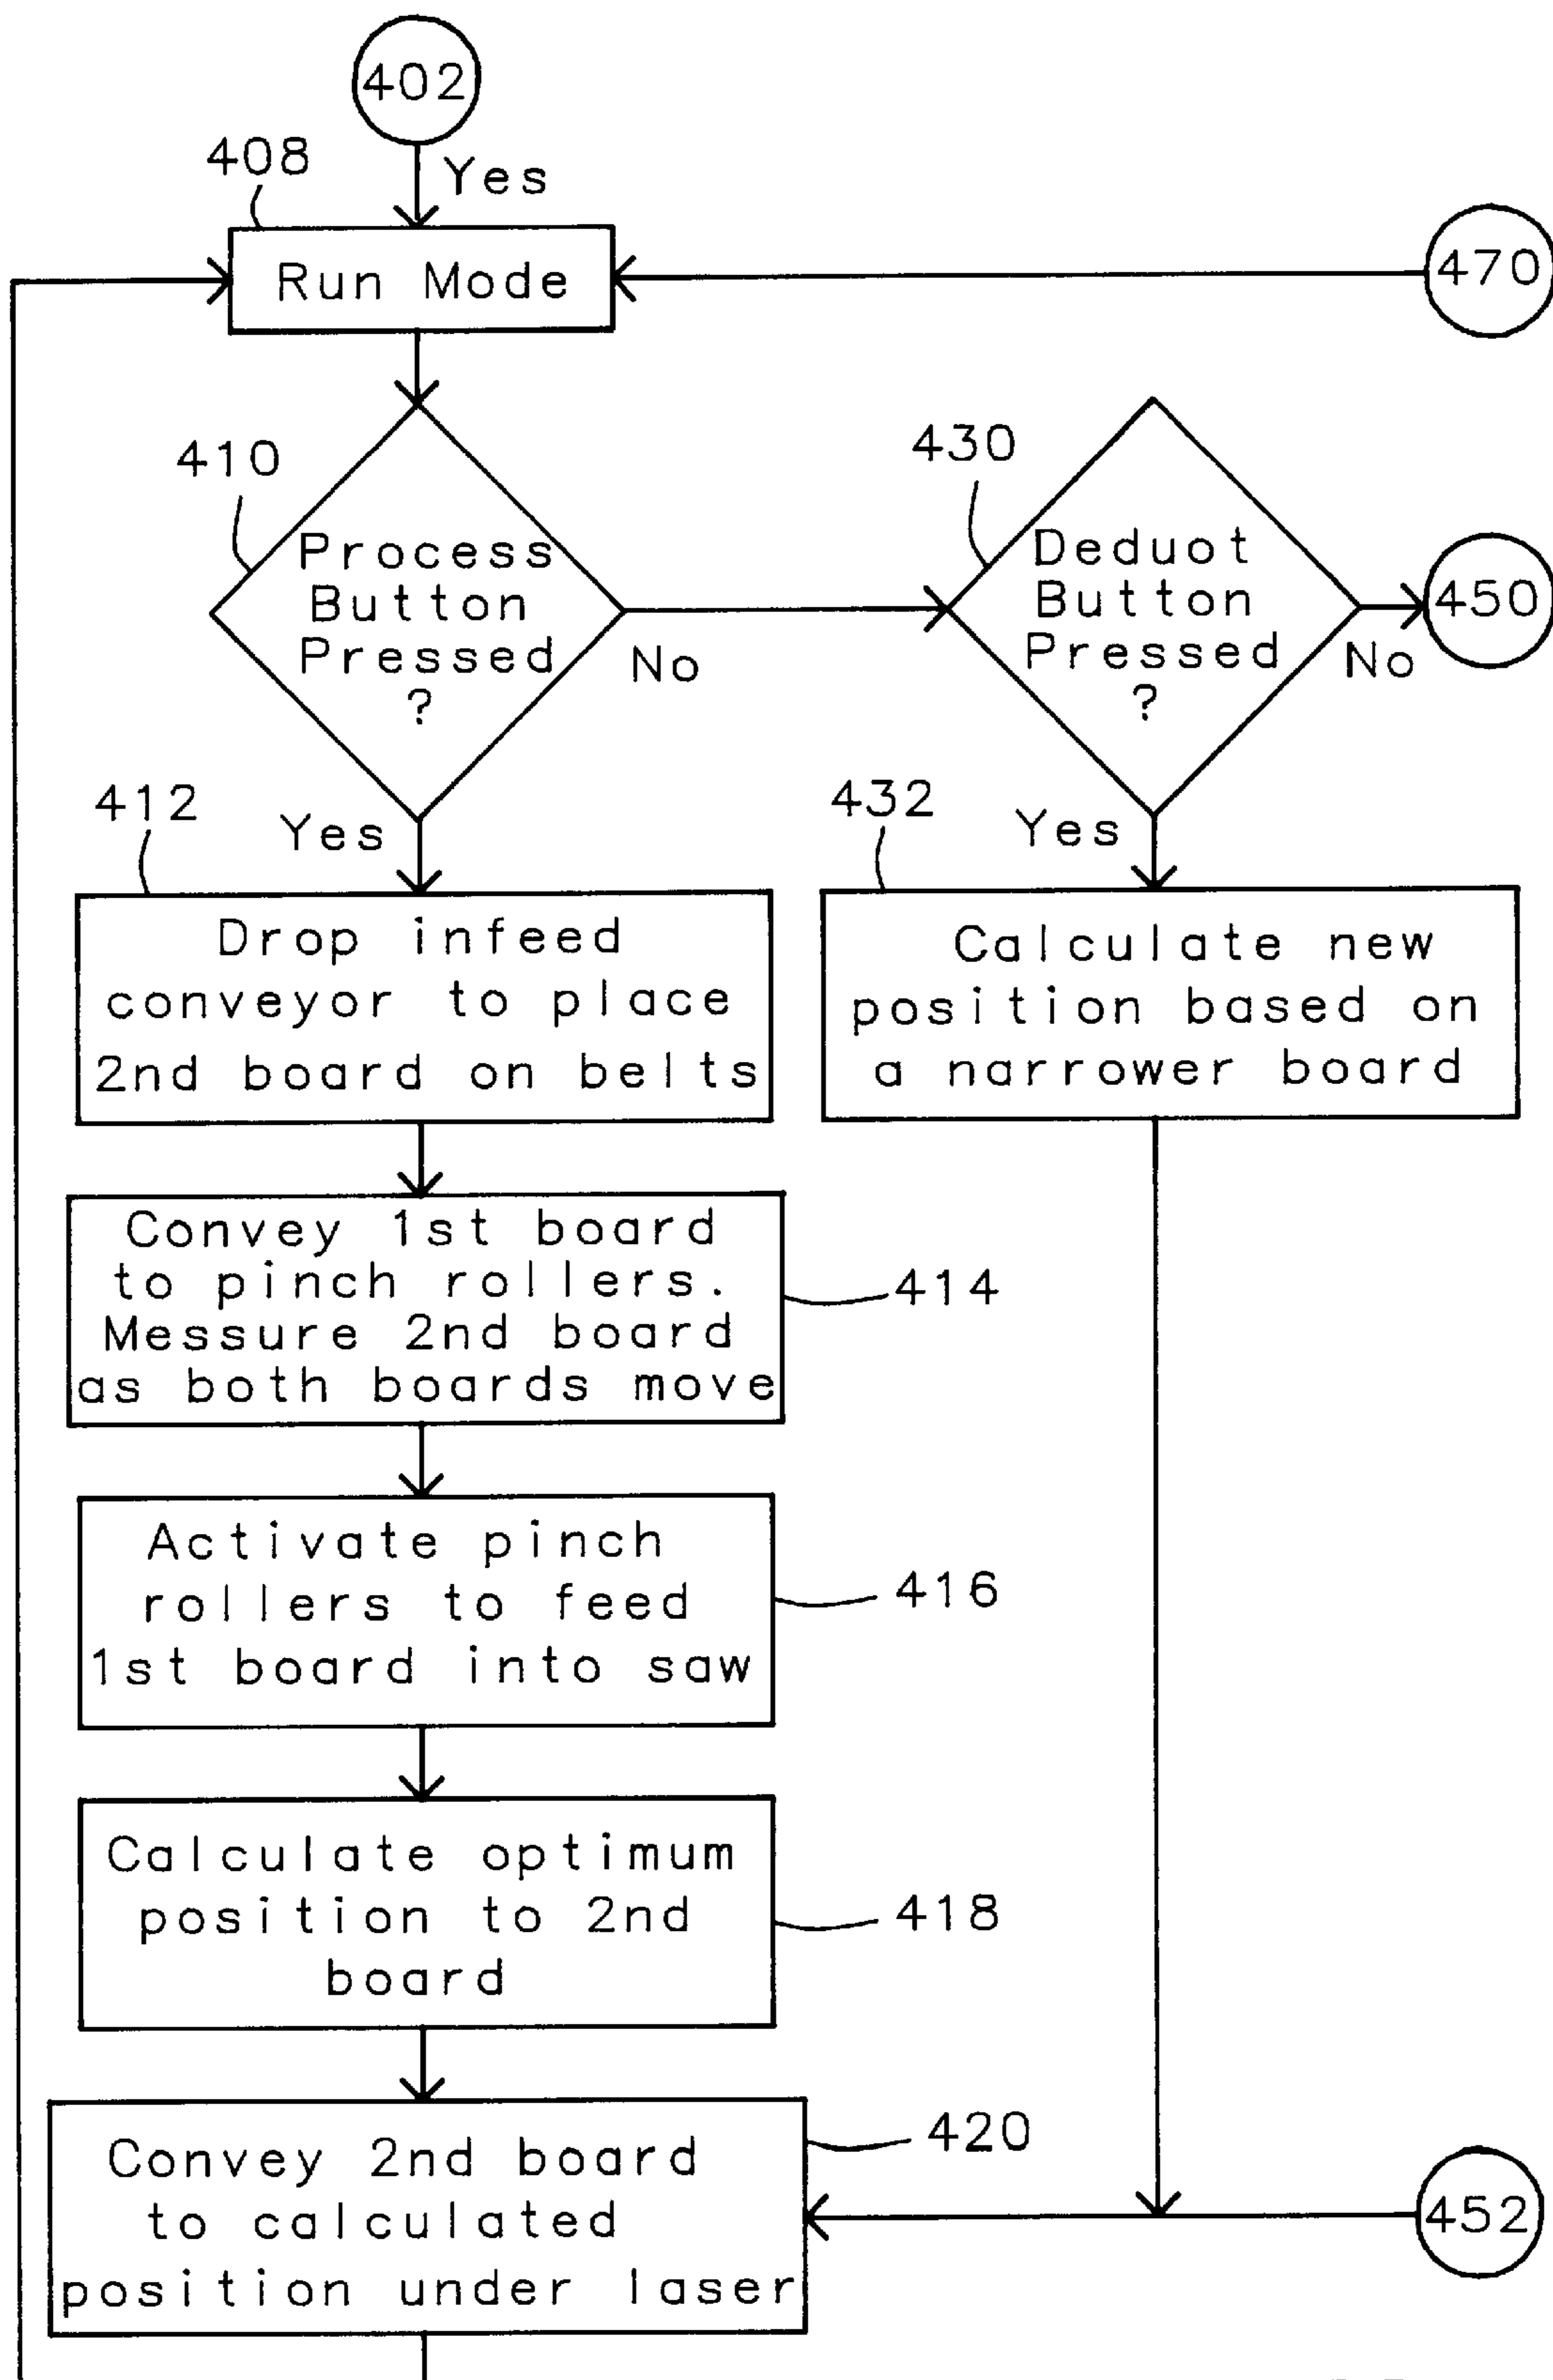 402
408
Yes
Run Mode
470
410
Process
Button
Pressed
?
No
430
Deduot
Button
Pressed
?
No
450
412
Yes
432
Yes
Drop infeed
conveyor to place
2nd board on belts
Calculate new
position based on
a narrower board
Convey 1st board
to pinch rollers.
Messure 2nd board
as both boards move
414
Activate pinch
rollers to feed
1st board into saw
416
Calculate optimum
position to 2nd
board
418
Convey 2nd board
to calculated
position under laser
420
452